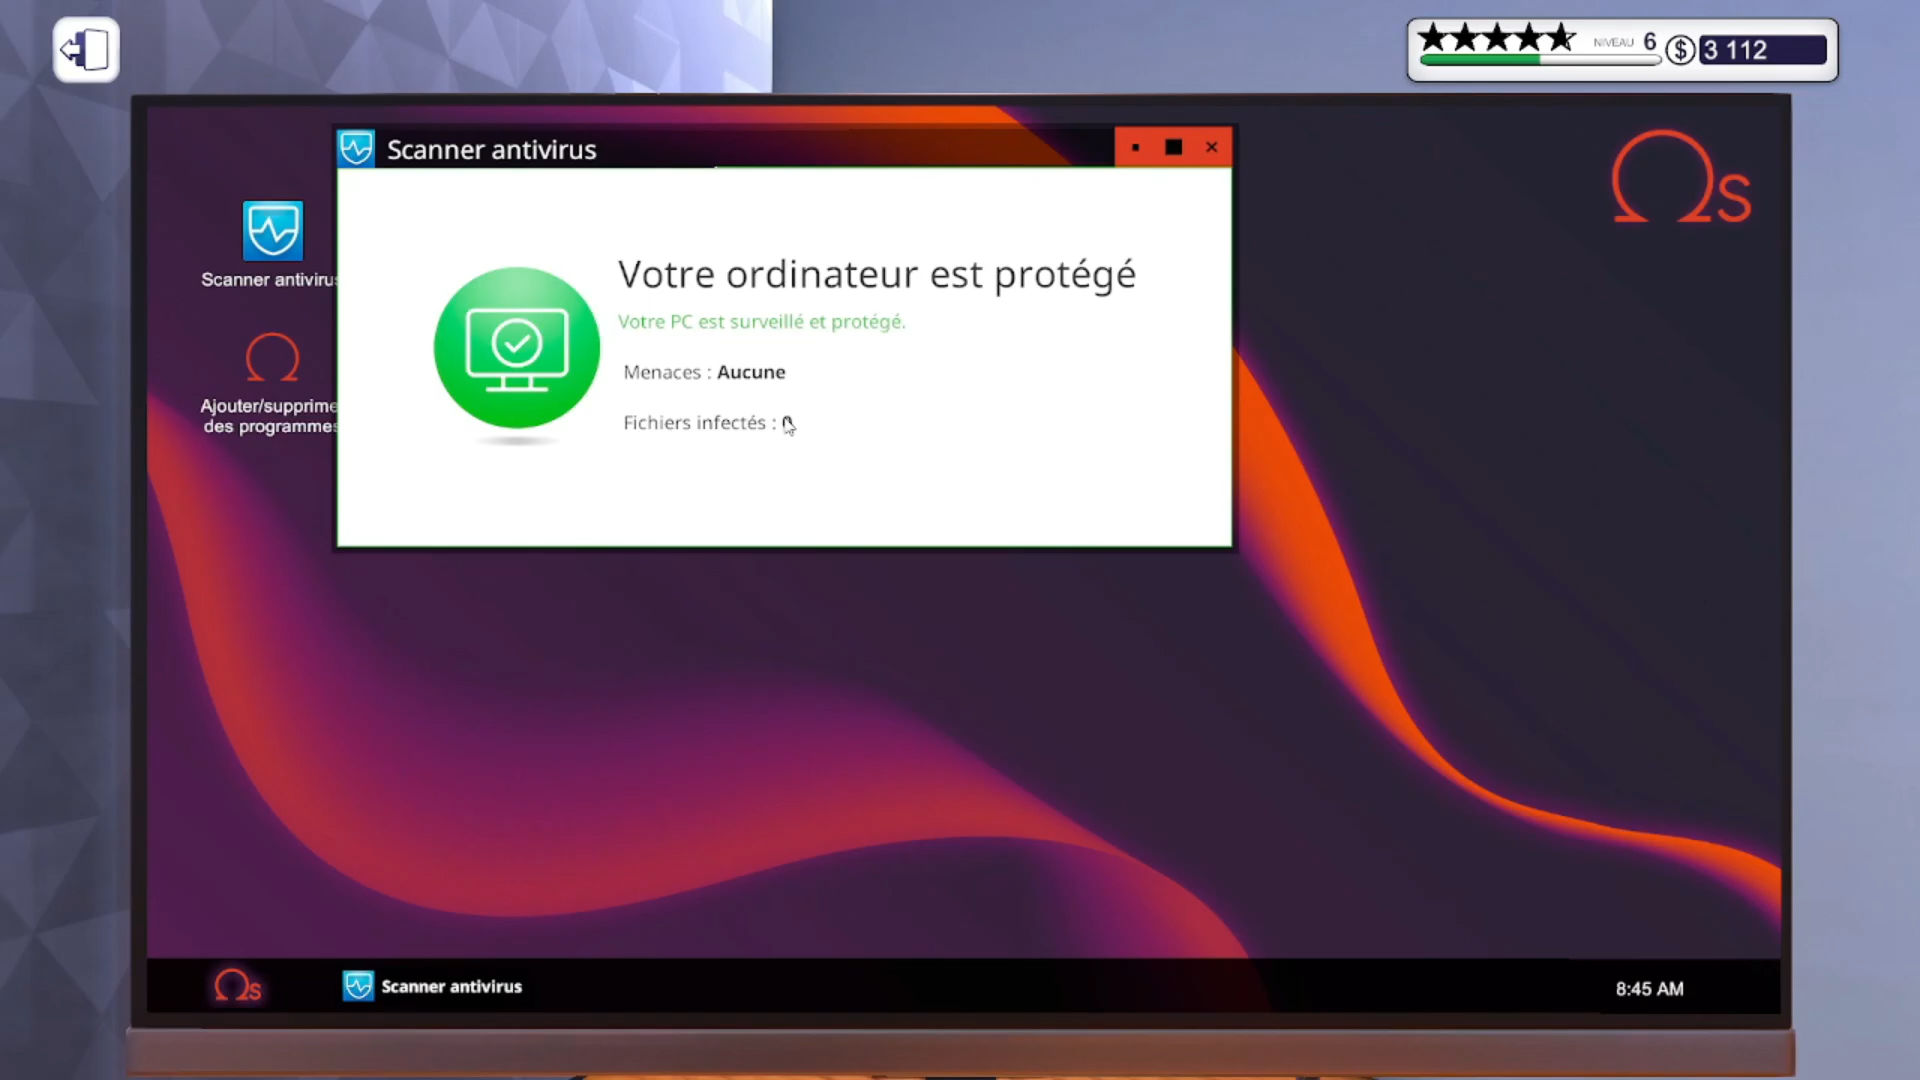 NIVEAU 6 $ 3 112
Scanner antivirus
Ωs
Scanner antivirus
Votre ordinateur est protégé
Votre PC est surveillé et protégé.
Menaces : Aucune
Fichiers infectés :
Ajouter/supprime
des programmes
Ωs
Scanner antivirus
8:45 AM